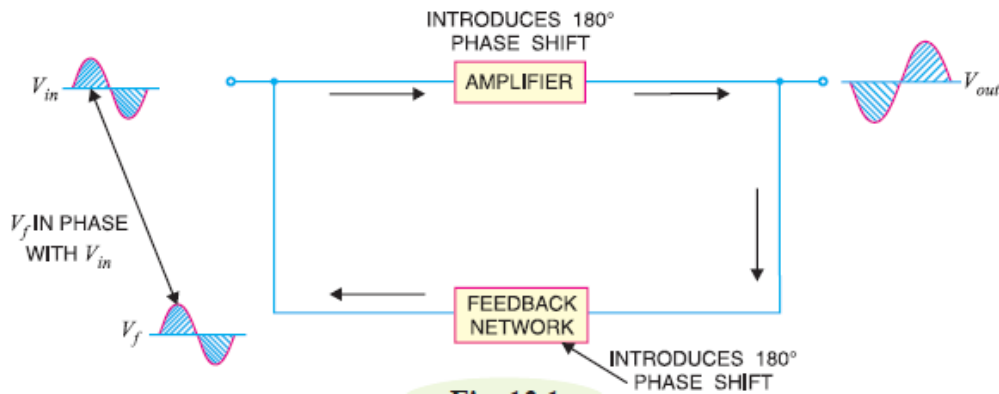 INTRODUCES 180°
PHASE SHIFT
AMPLIFIER
V_in
V_out
V_f IN PHASE
WITH V_in
V_f
FEEDBACK
NETWORK
INTRODUCES 180°
PHASE SHIFT